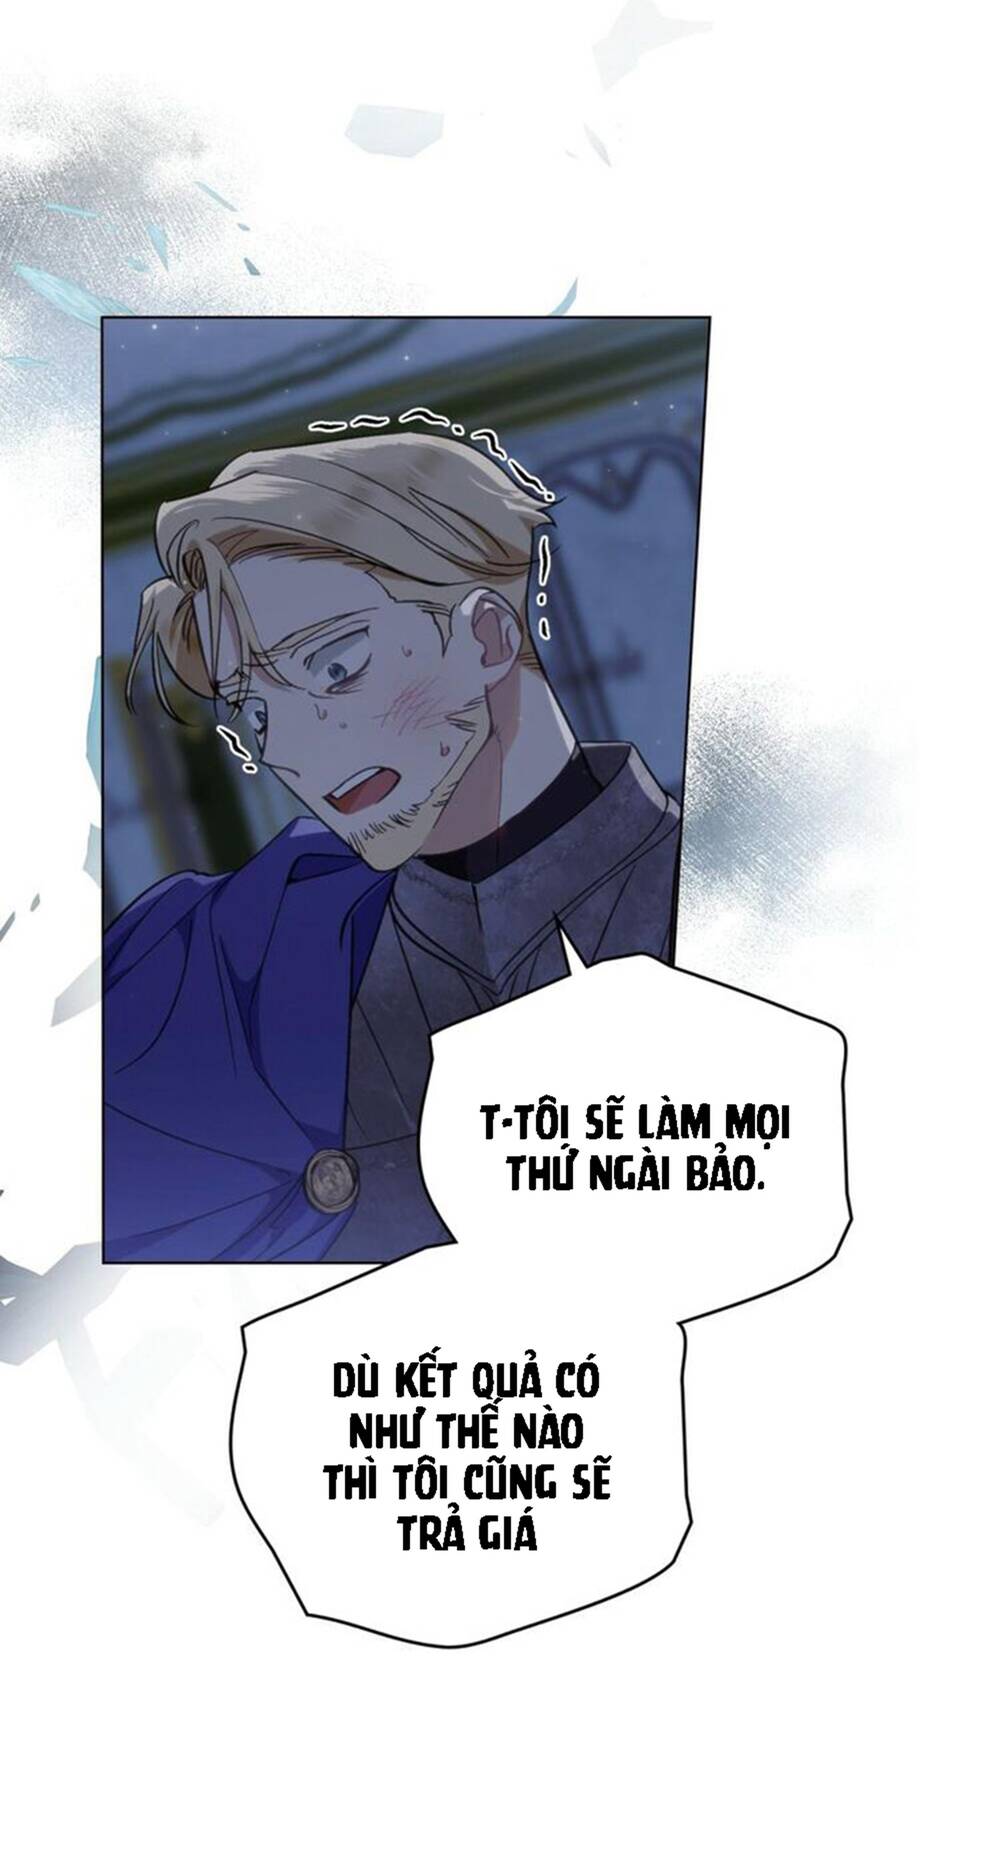 T-TÔI SẼ LÀM MỌI
THỨ NGÀI BẢO.
DÙ KẾT QUẢ CÓ
NHƯ THẾ NÀO
THÌ TÔI CŨNG SẼ
TRẢ GIÁ